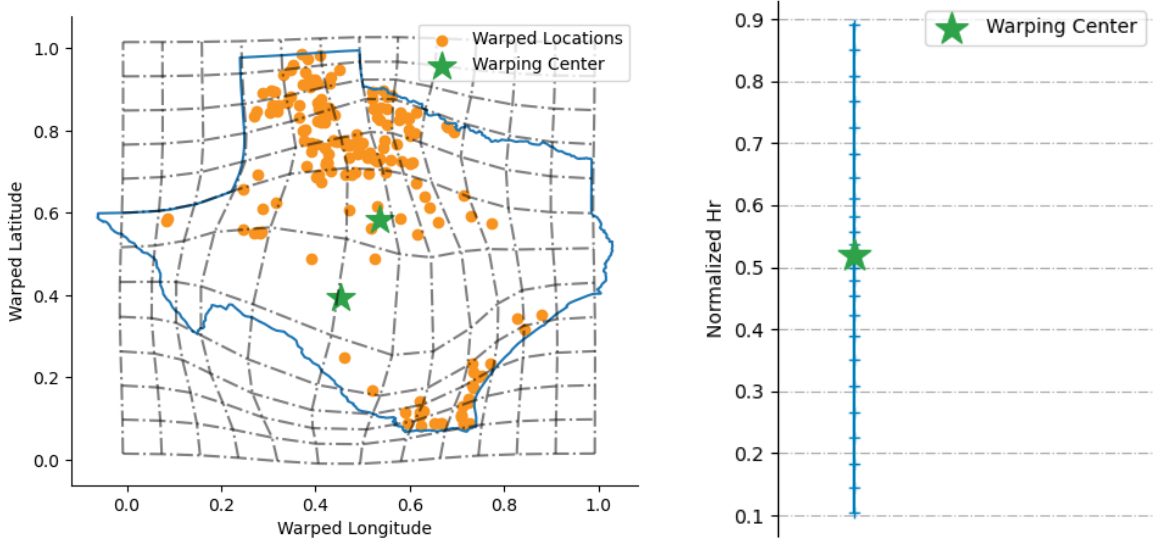 Warped Locations
Warping Center
1.0
0.8
0.6
0.4
0.2
0.0
Warped Latitude
0.0 0.2 0.4 0.6 0.8 1.0
Warped Longitude
Warping Center
0.9
0.8
0.7
0.6
0.5
0.4
0.3
0.2
0.1
Normalized Hr